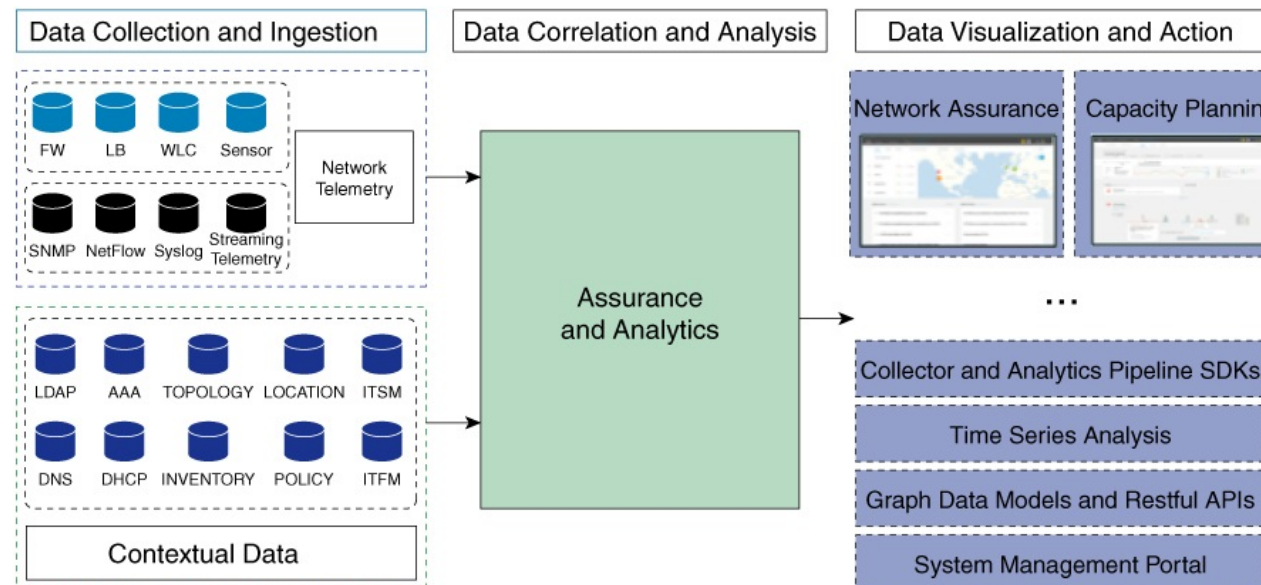 Data Collection and Ingestion
Data Correlation and Analysis
Data Visualization and Action
FW
LB
WLC
Sensor
Network
Telemetry
SNMP
NetFlow
Syslog
Streaming
Telemetry
LDAP
AAA
TOPOLOGY
LOCATION
ITSM
DNS
DHCP
INVENTORY
POLICY
ITFM
Contextual Data
Assurance
and Analytics
Network Assurance
Capacity Plannin
...
Collector and Analytics Pipeline SDKs
Time Series Analysis
Graph Data Models and Restful APIs
System Management Portal